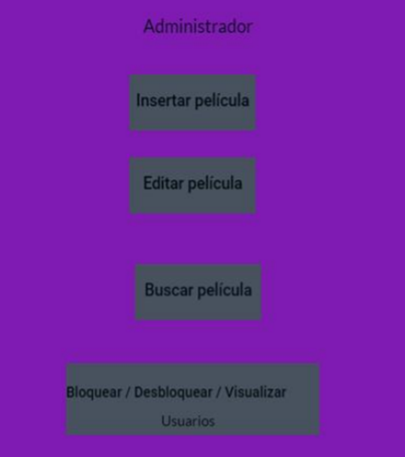 Administrador
Insertar película
Editar película
Buscar película
Bloquear / Desbloquear / Visualizar
Usuarios